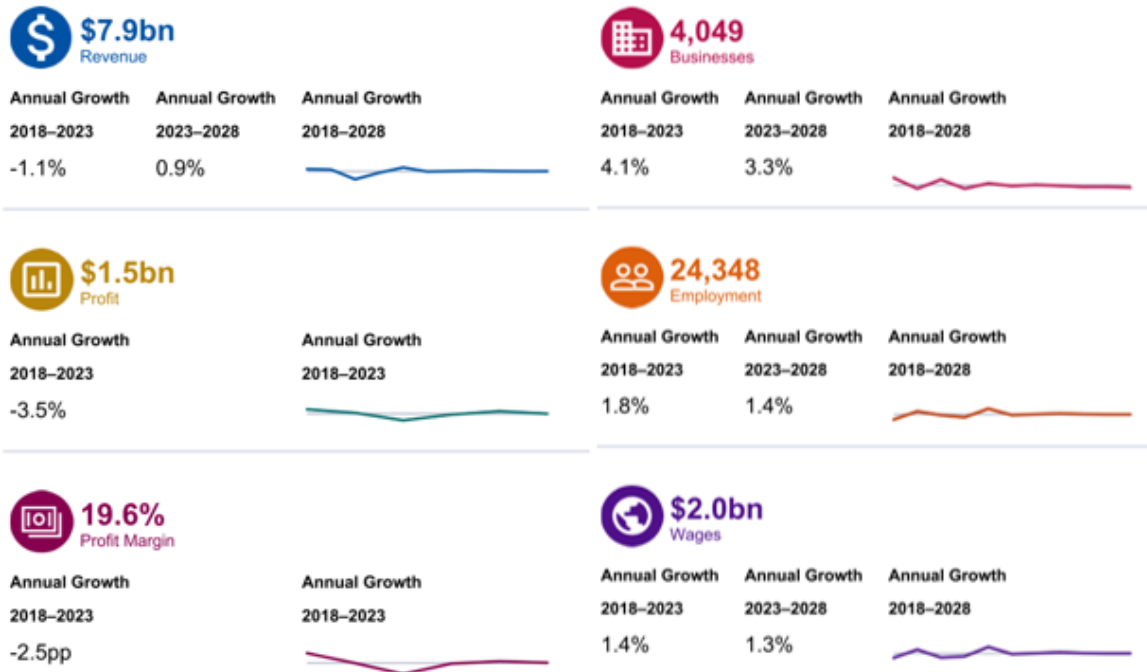 $7.9bn
Revenue
Annual Growth Annual Growth Annual Growth
2018–2023 2023–2028 2018–2028
-1.1% 0.9%
$1.5bn
Profit
Annual Growth Annual Growth
2018–2023 2018–2023
-3.5%
19.6%
Profit Margin
Annual Growth Annual Growth
2018–2023 2018–2023
-2.5pp
4,049
Businesses
Annual Growth Annual Growth Annual Growth
2018–2023 2023–2028 2018–2028
4.1% 3.3%
24,348
Employment
Annual Growth Annual Growth Annual Growth
2018–2023 2023–2028 2018–2028
1.8% 1.4%
$2.0bn
Wages
Annual Growth Annual Growth Annual Growth
2018–2023 2023–2028 2018–2028
1.4% 1.3%